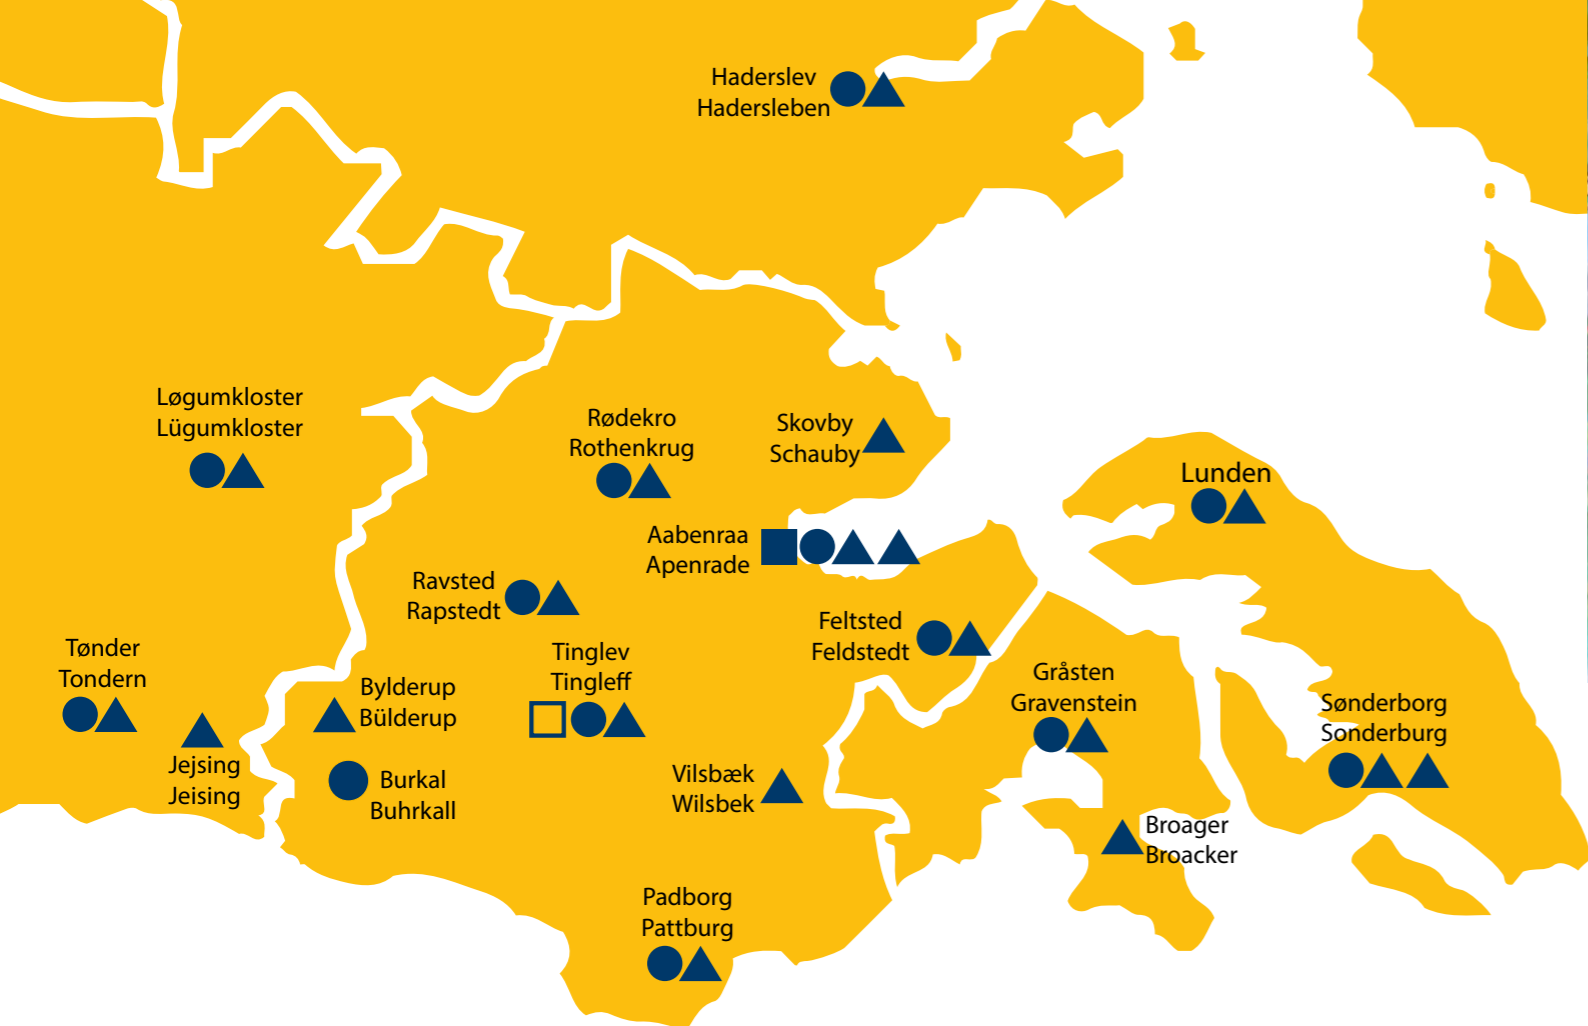 Haderslev
Hadersleben
Løgumkloster
Lügumkloster
Rødekro
Rothenkrug
Skovby
Schauby
Lunden
Aabenraa
Apenrade
Ravsted
Rapstedt
Feltsted
Feldstedt
Tønder
Tondern
Tinglev
Tingleff
Gråsten
Gravenstein
Bylderup
Bülderup
Sønderborg
Sonderburg
Jejsing
Jeising
Burkal
Buhrkall
Vilsbæk
Wilsbek
Broager
Broacker
Padborg
Pattburg